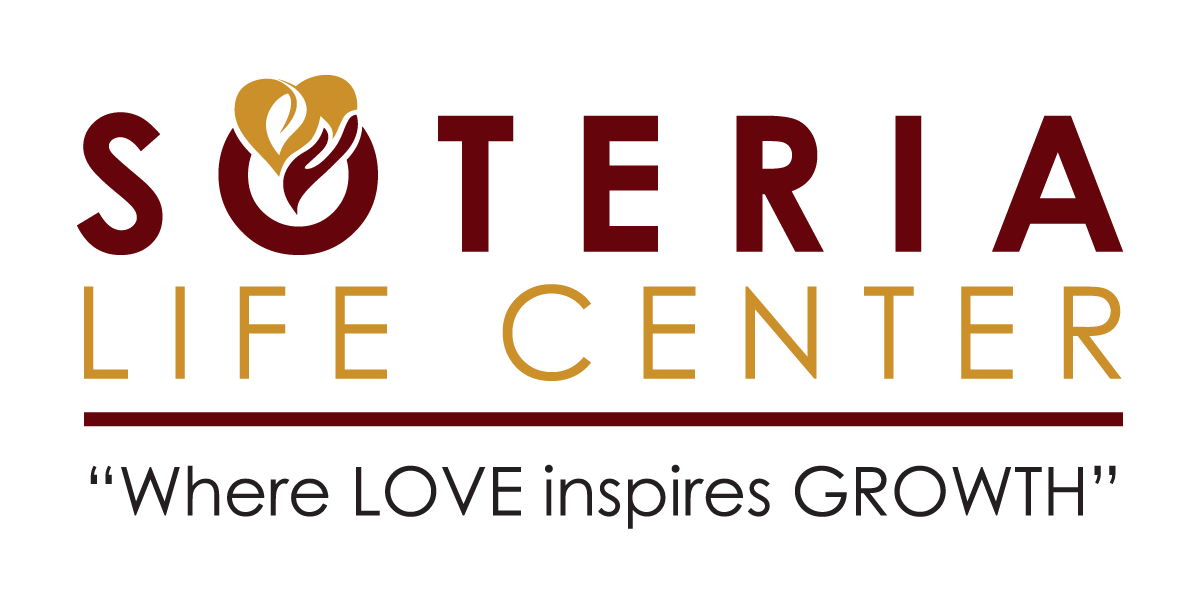 SOTERIA
LIFE CENTER
“Where LOVE inspires GROWTH”